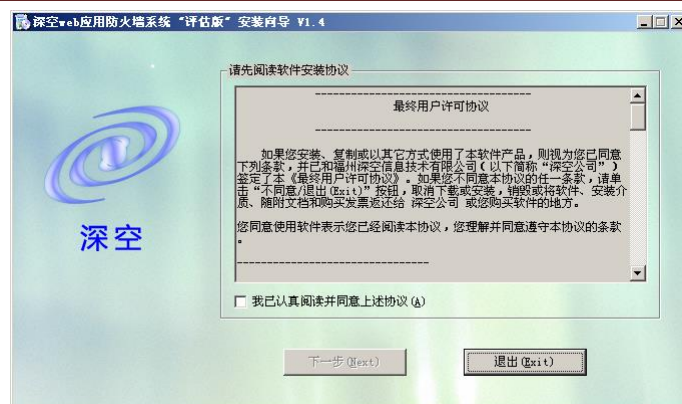 深空web应用防火墙系统“评估版”安装向导 V1.4
请先阅读软件安装协议
----------------------------------
最终用户许可协议
----------------------------------
如果您安装、复制或以其它方式使用了本软件产品，则视为您已同意
下列条款，并已和福州深空信息技术有限公司（以下简称“深空公司”）
签定了本《最终用户许可协议》。如果您不同意本协议的任一条款，请单
击“不同意/退出(Exit)”按钮，取消下载或安装，销毁或将软件、安装介
质、随附文档和购买发票返还给 深空公司 或您购买软件的地方。
您同意使用软件表示您已经阅读本协议，您理解并同意遵守本协议的条款
。
------------------------------
深空
我已认真阅读并同意上述协议(A)
下一步(Next)
退出(Exit)